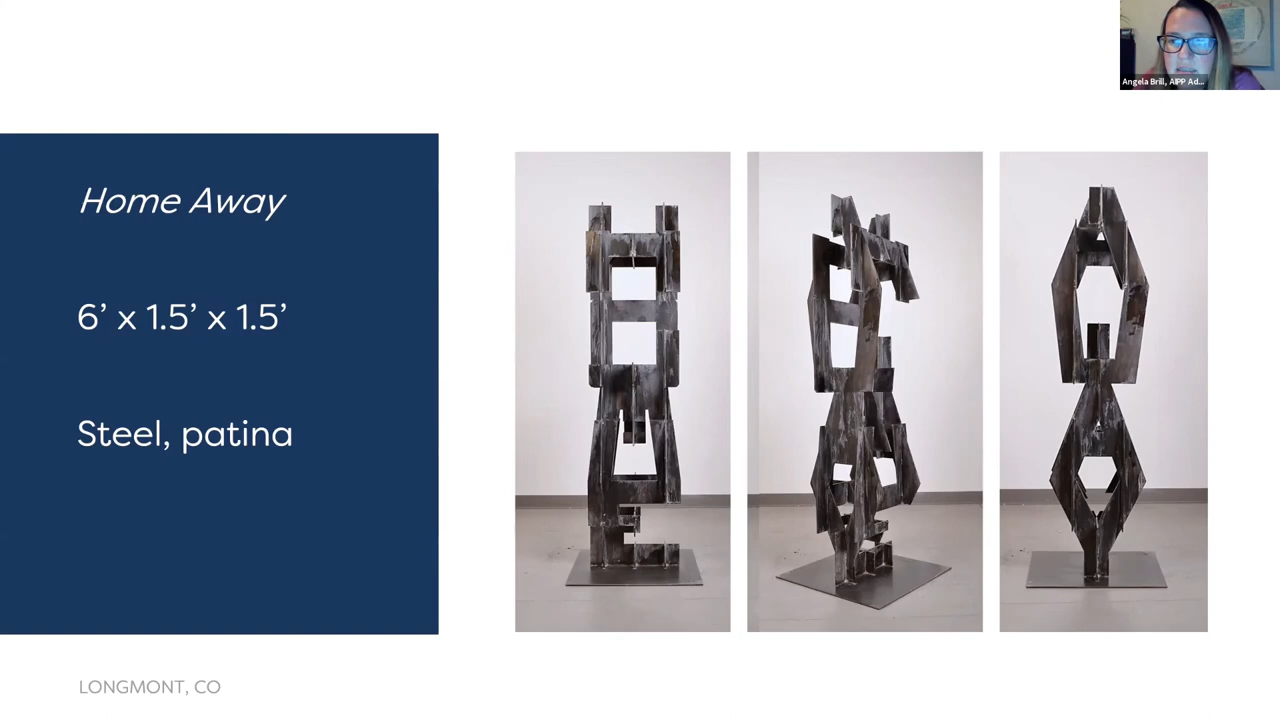 Angela Brill, AIPP Ad...
Home Away
6’ x 1.5’ x 1.5’
Steel, patina
LONGMONT, CO